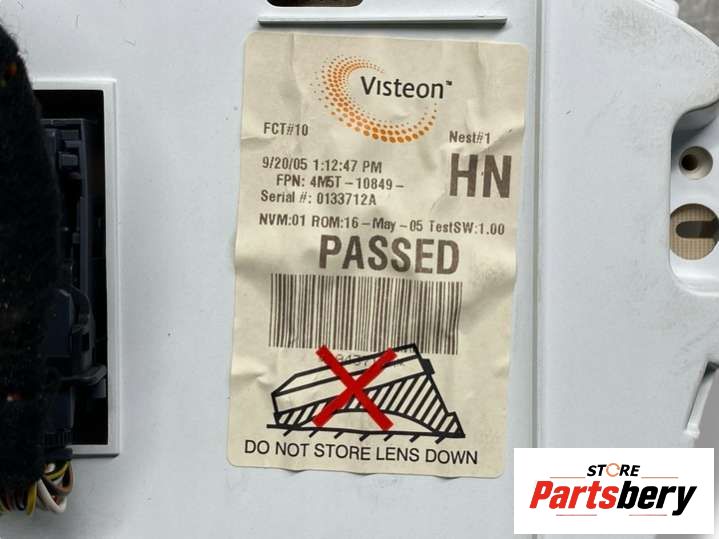 Visteon™
FCT#10
Nest#1
9/20/05 1:12:47 PM
FPN: 4M5T-10849-
HN
Serial #: 0133712A
NVM:01 ROM:16-May-05 TestSW:1.00
PASSED
DO NOT STORE LENS DOWN
STORE
Partsbery